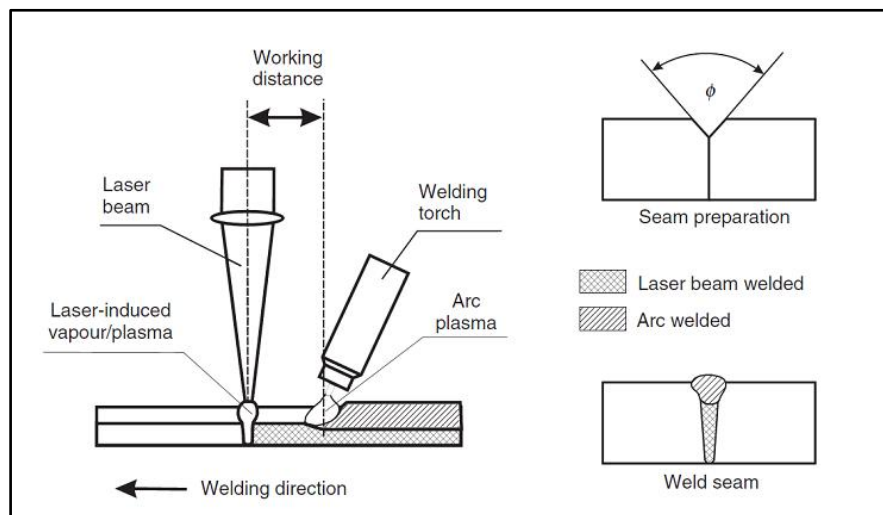 Working
distance
Laser
beam
Welding
torch
Laser-induced
vapour/plasma
Arc
plasma
Welding direction
ϕ
Seam preparation
Laser beam welded
Arc welded
Weld seam